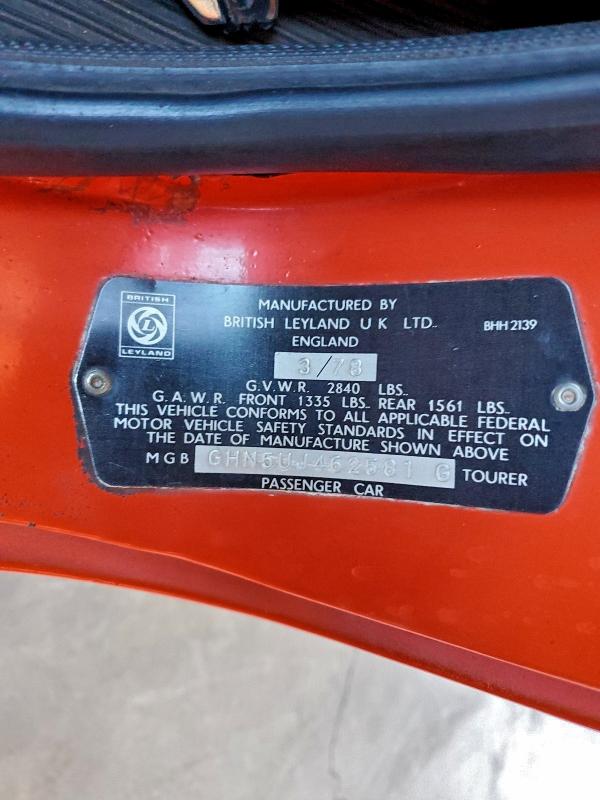 BRITISH
L
LEYLAND
MANUFACTURED BY
BRITISH LEYLAND U K LTD.
BHH 2139
ENGLAND
3/78
G.V.W.R. 2840 LBS.
G.A.W.R. FRONT 1335 LBS. REAR 1561 LBS.
THIS VEHICLE CONFORMS TO ALL APPLICABLE FEDERAL
MOTOR VEHICLE SAFETY STANDARDS IN EFFECT ON
THE DATE OF MANUFACTURE SHOWN ABOVE
MGB GHN5UJ462581 G TOURER
PASSENGER CAR